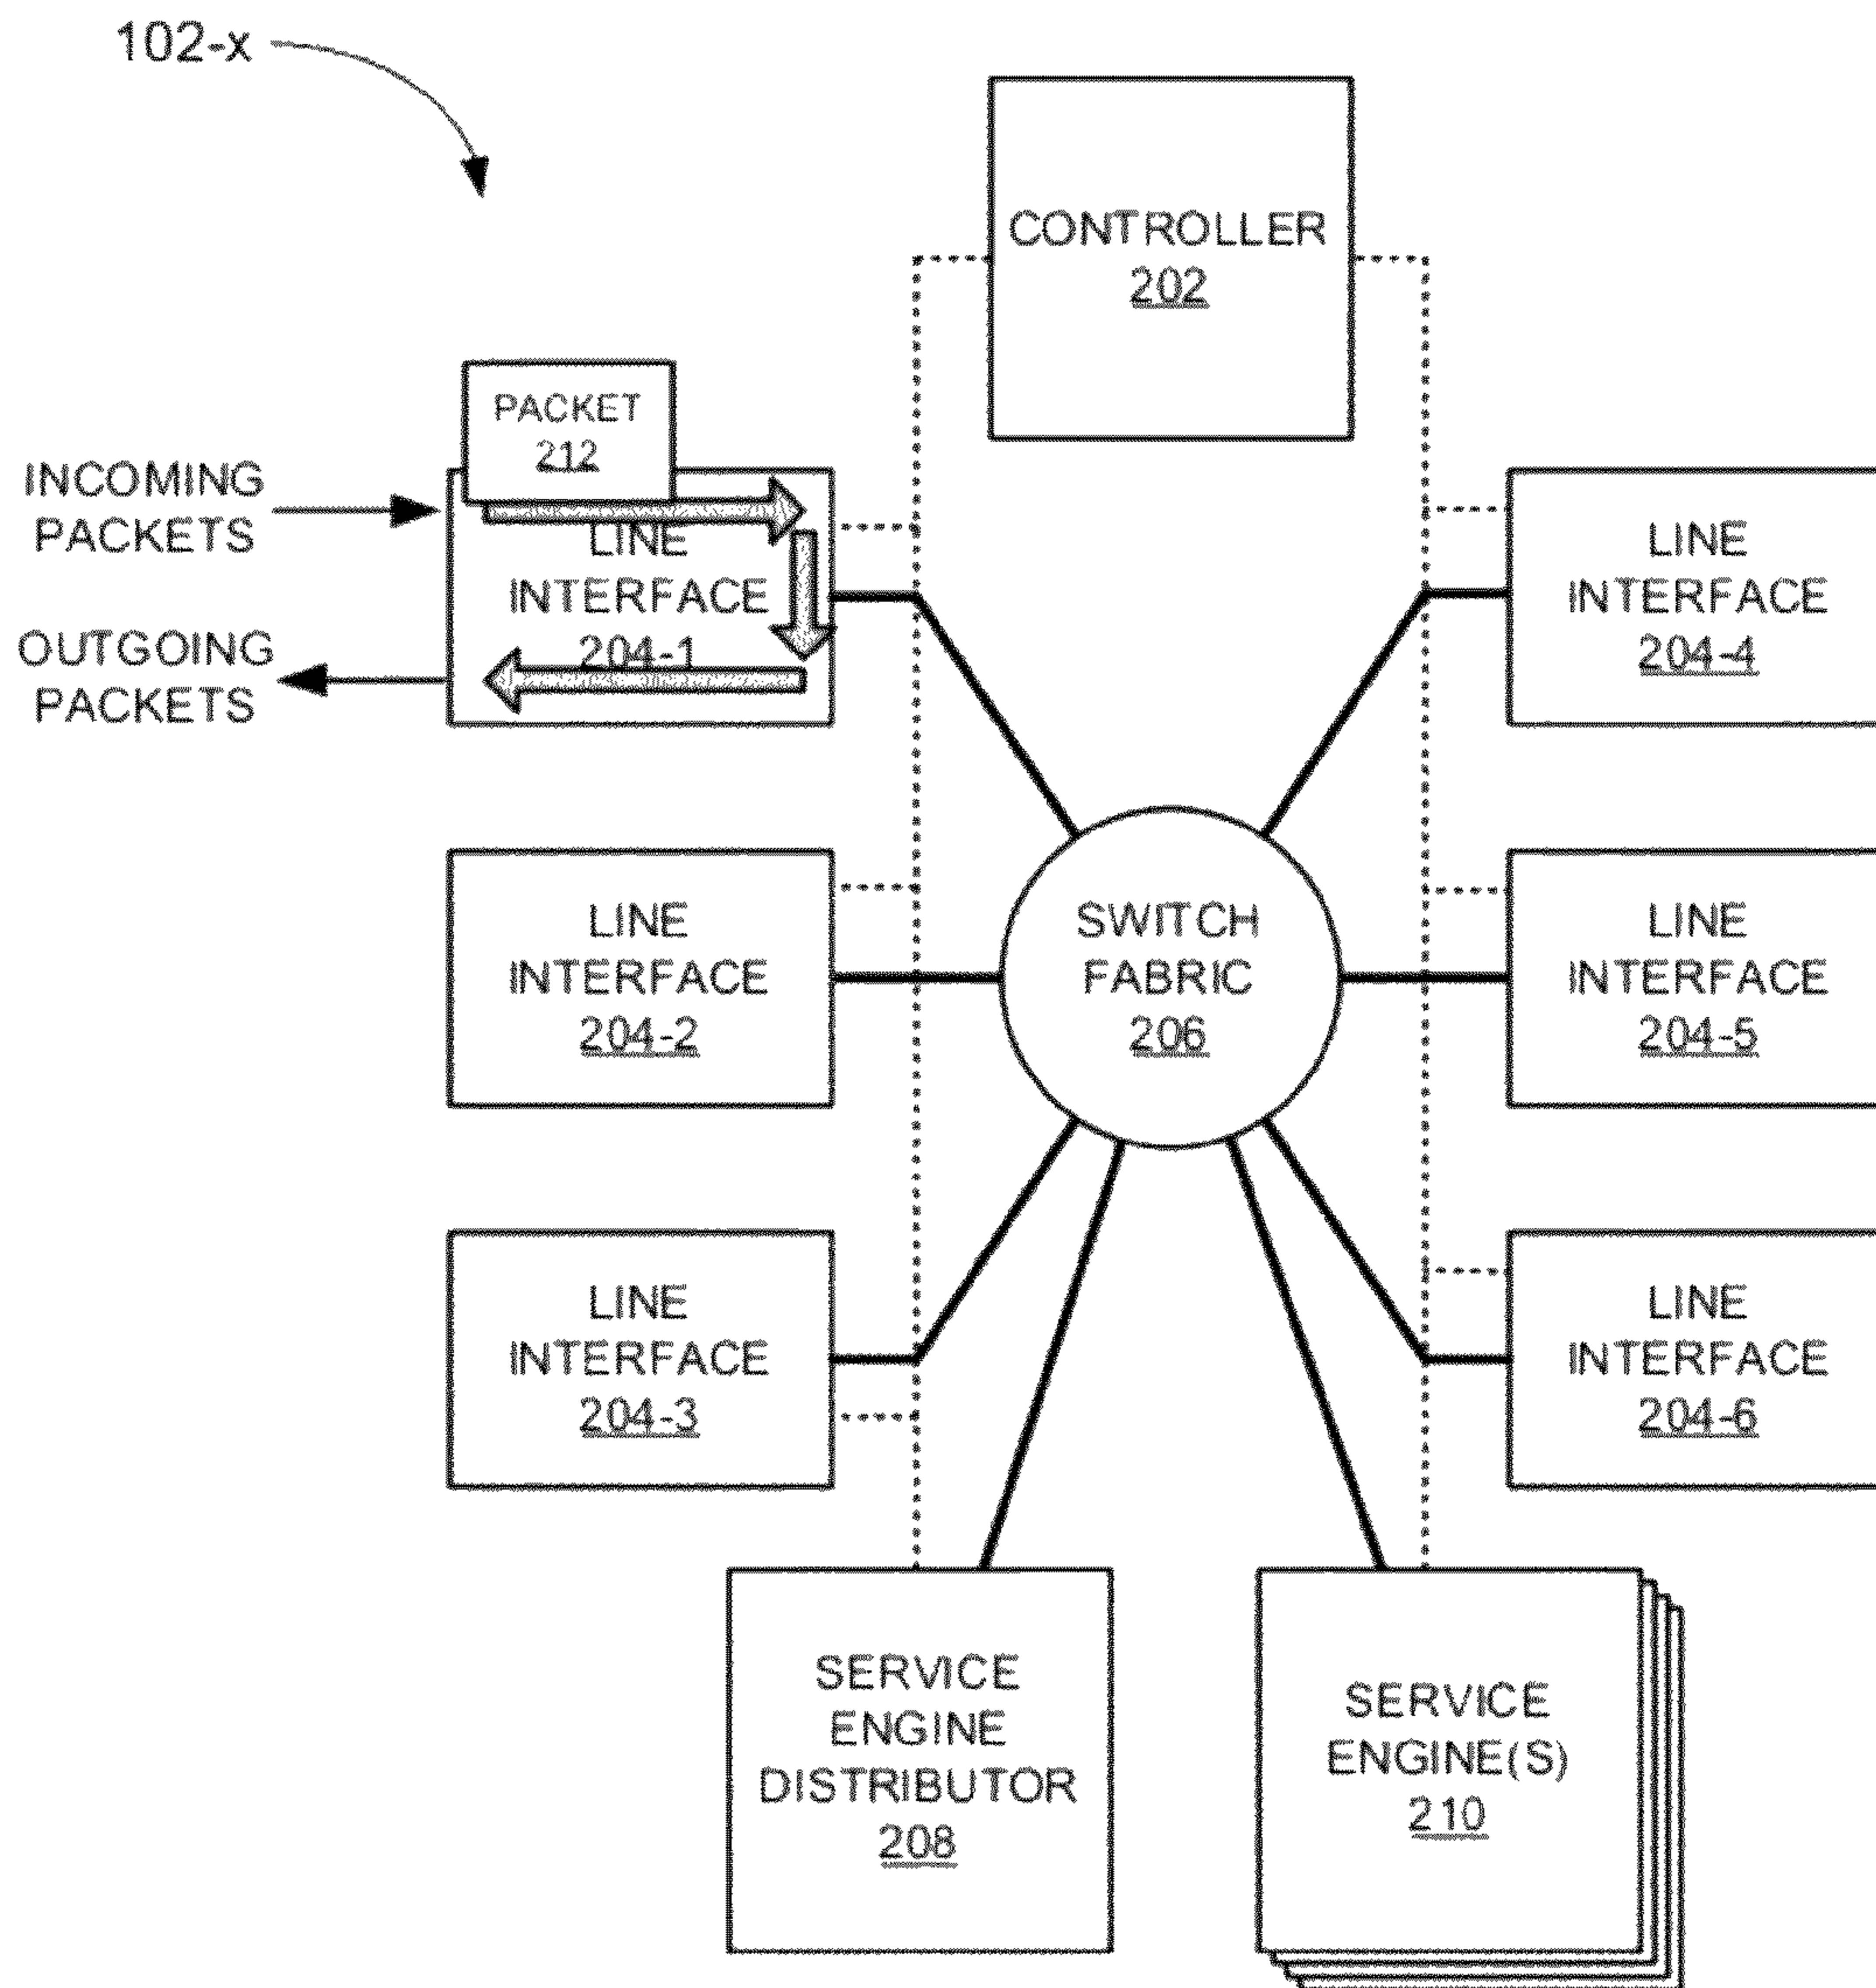 102-x
CONTROLLER
202
PACKET
212
INCOMING
PACKETS
OUTGOING
PACKETS
LINE
INTERFACE
204-1
LINE
INTERFACE
204-4
LINE
INTERFACE
204-2
SWITCH
FABRIC
206
LINE
INTERFACE
204-5
LINE
INTERFACE
204-3
LINE
INTERFACE
204-6
SERVICE
ENGINE
DISTRIBUTOR
208
SERVICE
ENGINE(S)
210